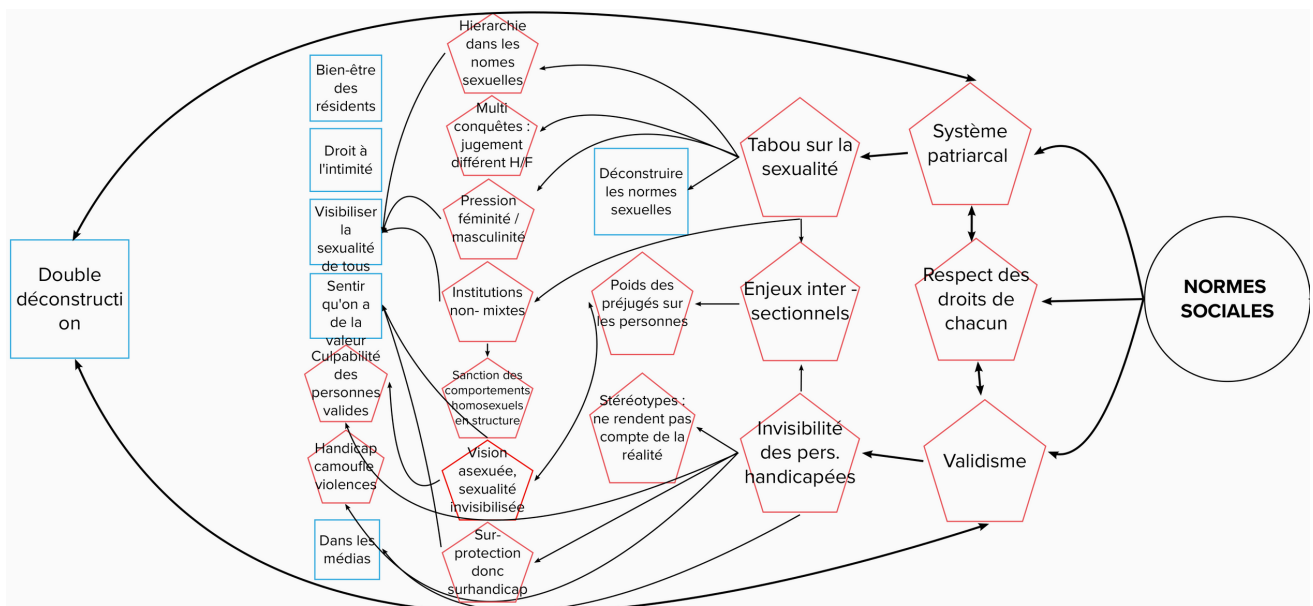 Hierarchie
dans les
nomes
sexuelles
Bien-être
des
résidents
Multi
conquêtes :
jugement
différent H/F
Droit à
l'intimité
Système
patriarcal
Tabou sur la
sexualité
Déconstruire
les normes
sexuelles
Pression
féminité /
masculinité
Visibiliser
la
sexualité
de tous
Double
déconstructi
on
Sentir
qu'on a
de la
valeur
Institutions
non- mixtes
Poids des
préjugés sur
les personnes
Enjeux inter -
sectionnels
Respect des
droits de
chacun
NORMES
SOCIALES
Culpabilité
des
personnes
valides
Sanction des
comportements
homosexuels
en structure
Stéréotypes :
ne rendent pas
compte de la
réalité
Invisibilité
des pers.
handicapées
Validisme
Handicap
camoufle
violences
Vision
asexuée,
sexualité
invisibilisée
Dans les
médias
Sur-
protection
donc
surhandicap